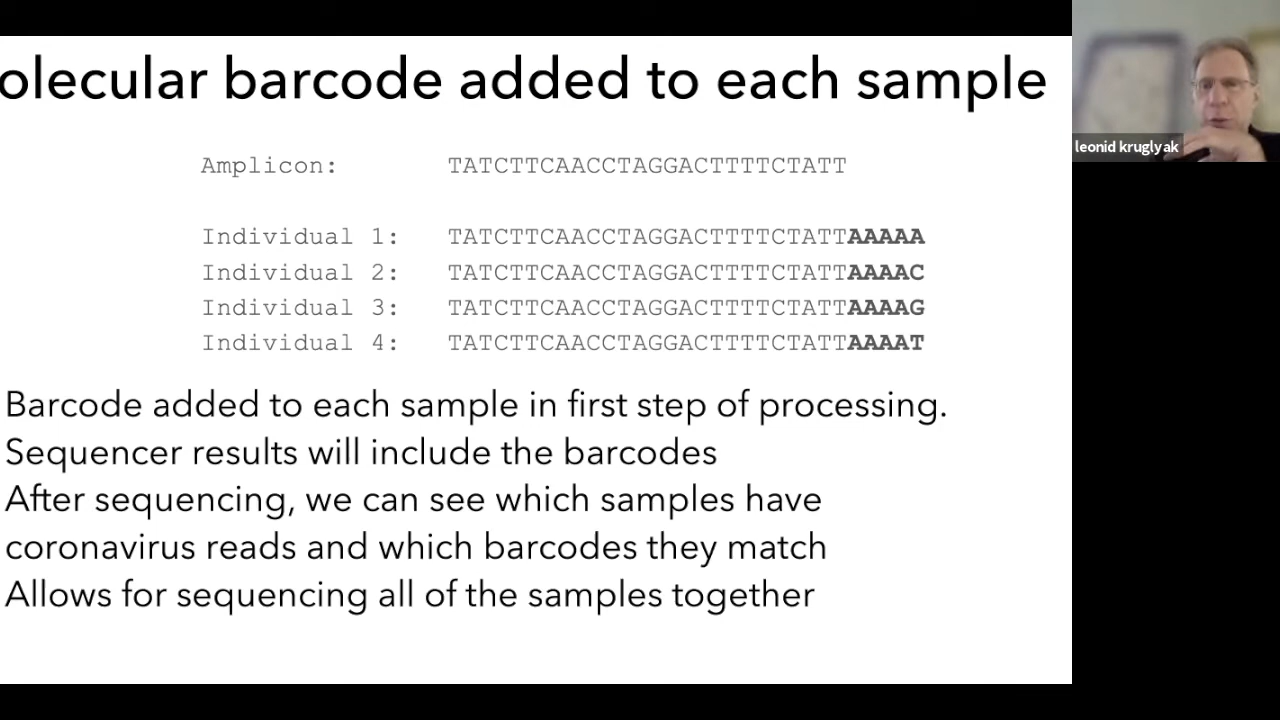 olecular barcode added to each sample
leonid kruglyak
Amplicon: TATCTTCAACCTAGGACTTTTCTATT
Individual 1: TATCTTCAACCTAGGACTTTTCTATTAAAAA
Individual 2: TATCTTCAACCTAGGACTTTTCTATTAAAAC
Individual 3: TATCTTCAACCTAGGACTTTTCTATTAAAAG
Individual 4: TATCTTCAACCTAGGACTTTTCTATTAAAAT
Barcode added to each sample in first step of processing.
Sequencer results will include the barcodes
After sequencing, we can see which samples have
coronavirus reads and which barcodes they match
Allows for sequencing all of the samples together